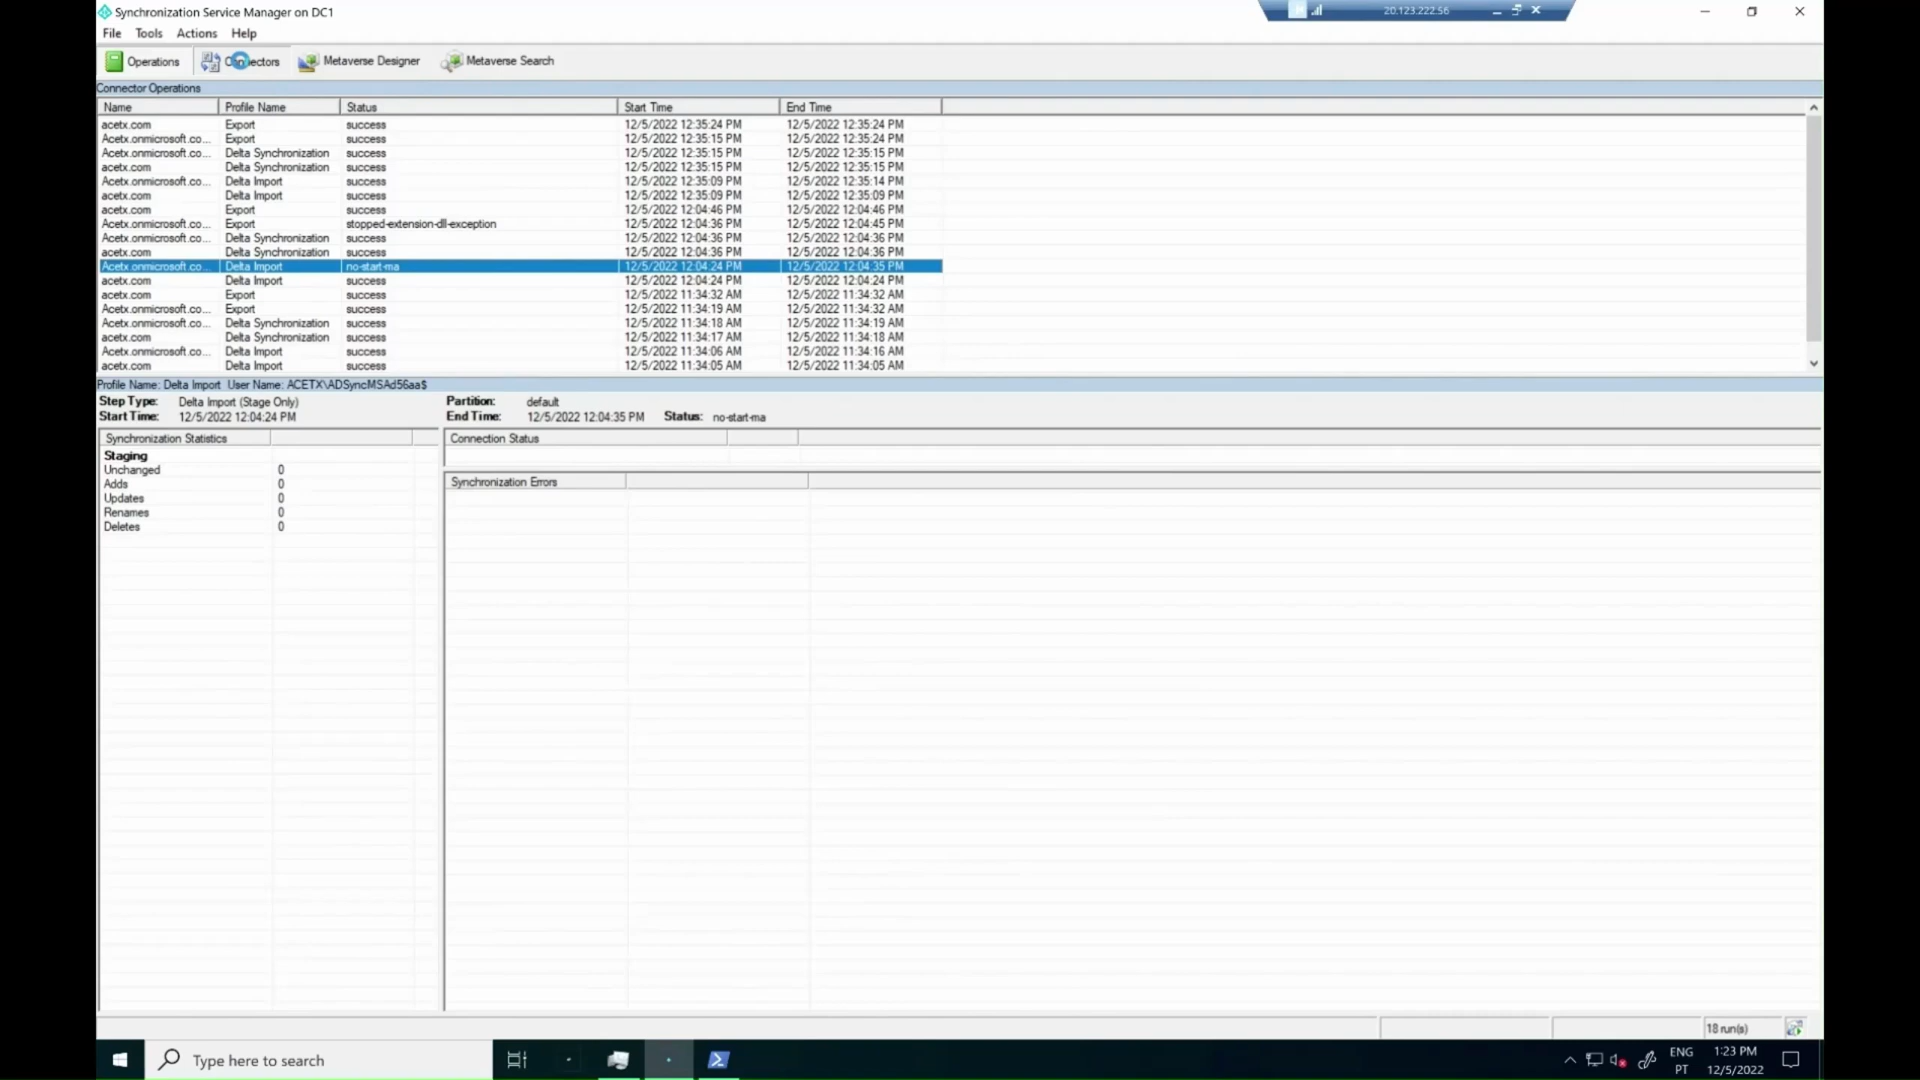 Synchronization Service Manager on DC1
20.123.222.56
File Tools Actions Help
Operations Connectors Metaverse Designer Metaverse Search
Connector Operations
Name Profile Name Status Start Time End Time
acetx.com Export success 12/5/2022 12:35:24 PM 12/5/2022 12:35:24 PM
Acetx.onmicrosoft.co... Export success 12/5/2022 12:35:15 PM 12/5/2022 12:35:24 PM
Acetx.onmicrosoft.co... Delta Synchronization success 12/5/2022 12:35:15 PM 12/5/2022 12:35:15 PM
acetx.com Delta Synchronization success 12/5/2022 12:35:15 PM 12/5/2022 12:35:15 PM
Acetx.onmicrosoft.co... Delta Import success 12/5/2022 12:35:09 PM 12/5/2022 12:35:14 PM
acetx.com Delta Import success 12/5/2022 12:35:09 PM 12/5/2022 12:35:09 PM
acetx.com Export success 12/5/2022 12:04:46 PM 12/5/2022 12:04:46 PM
Acetx.onmicrosoft.co... Export stopped-extension-dll-exception 12/5/2022 12:04:36 PM 12/5/2022 12:04:45 PM
Acetx.onmicrosoft.co... Delta Synchronization success 12/5/2022 12:04:36 PM 12/5/2022 12:04:36 PM
acetx.com Delta Synchronization success 12/5/2022 12:04:36 PM 12/5/2022 12:04:36 PM
Acetx.onmicrosoft.co... Delta Import no-start-ma 12/5/2022 12:04:24 PM 12/5/2022 12:04:35 PM
acetx.com Delta Import success 12/5/2022 12:04:24 PM 12/5/2022 12:04:24 PM
acetx.com Export success 12/5/2022 11:34:32 AM 12/5/2022 11:34:32 AM
Acetx.onmicrosoft.co... Export success 12/5/2022 11:34:19 AM 12/5/2022 11:34:32 AM
Acetx.onmicrosoft.co... Delta Synchronization success 12/5/2022 11:34:18 AM 12/5/2022 11:34:19 AM
acetx.com Delta Synchronization success 12/5/2022 11:34:17 AM 12/5/2022 11:34:18 AM
Acetx.onmicrosoft.co... Delta Import success 12/5/2022 11:34:06 AM 12/5/2022 11:34:16 AM
acetx.com Delta Import success 12/5/2022 11:34:05 AM 12/5/2022 11:34:05 AM
Profile Name: Delta Import User Name: ACETX\ADSyncMSAd56aa$
Step Type: Delta Import (Stage Only) Partition: default
Start Time: 12/5/2022 12:04:24 PM End Time: 12/5/2022 12:04:35 PM Status: no-start-ma
Synchronization Statistics Connection Status
Staging
Unchanged 0
Adds 0
Updates 0
Renames 0
Deletes 0
Synchronization Errors
18 run(s)
Type here to search
ENG
PT
1:23 PM
12/5/2022